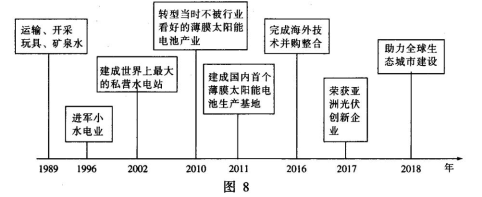 运输、开采
玩具、矿泉水
进军小
水电业
建成世界上最大
的私营水电站
转型当时不被行业
看好的薄膜太阳能
电池产业
建成国内首个
薄膜太阳能电
池生产基地
完成海外技
术并购整合
荣获亚
洲光伏
创新企
业
助力全球生
态城市建设
1989 1996 2002 2010 2011 2016 2017 2018 年
图 8